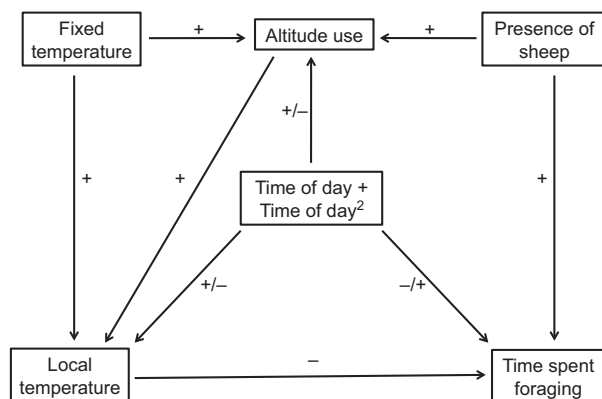 Fixed
temperature
+
Altitude use
+
Presence of
sheep
+/–
+
+
+
Time of day +
Time of day²
+/–
–/+
Local
temperature
–
Time spent
foraging